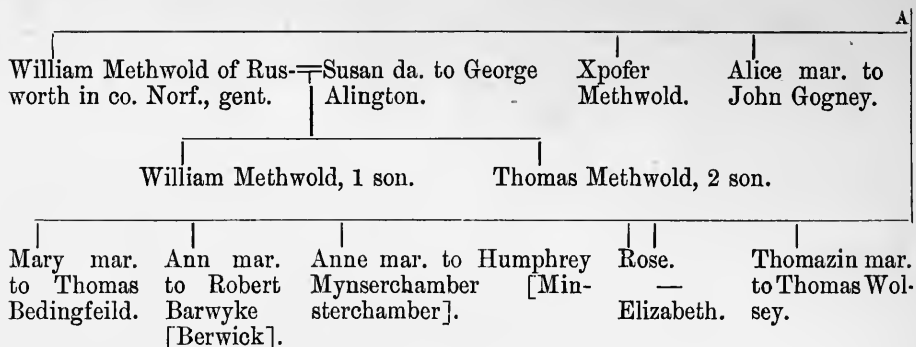 A
William Methwold of Rus-
worth in co. Norf., gent.
Susan da. to George
Alington.
Xpofer
Methwold.
Alice mar. to
John Gogney.
William Methwold, 1 son.
Thomas Methwold, 2 son.
Mary mar.
to Thomas
Bedingfeild.
Ann mar.
to Robert
Barwyke
[Berwick].
Anne mar. to Humphrey
Mynserchamber [Min-
sterchamber].
Rose.
—
Elizabeth.
Thomazin mar.
to Thomas Wol-
sey.